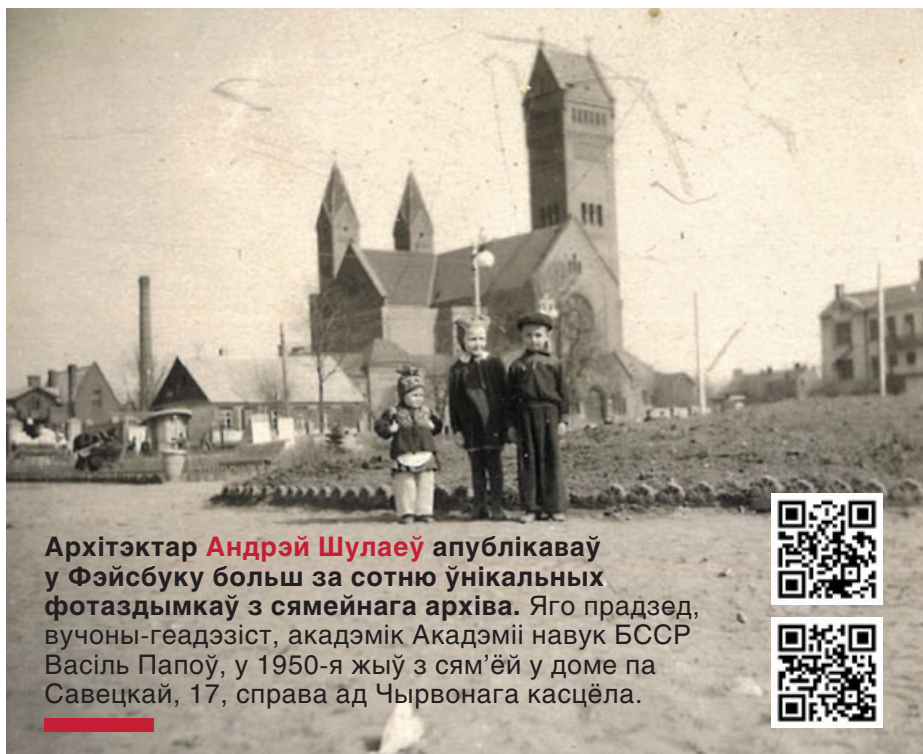 Архітэктар Андрэй Шулаеў апублікаваў
у Фэйсбуку больш за сотню ўнікальных
фотаздымкаў з сямейнага архіва. Яго прадзед,
вучоны-геадэзіст, акадэмік Акадэміі навук БССР
Васіль Папоў, у 1950-я жыў з сям’ёй у доме па
Савецкай, 17, справа ад Чырвонага касцёла.